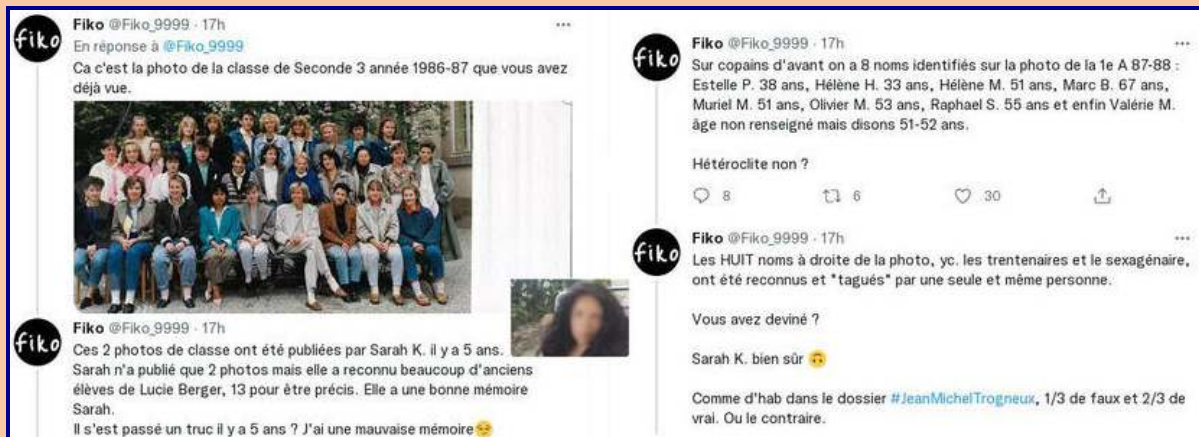 fiko
Fiko @Fiko_9999 · 17h
En réponse à @Fiko_9999
Ca c'est la photo de la classe de Seconde 3 année 1986-87 que vous avez
déjà vue.
fiko
Fiko @Fiko_9999 · 17h
Ces 2 photos de classe ont été publiées par Sarah K. il y a 5 ans.
Sarah n'a publié que 2 photos mais elle a reconnu beaucoup d'anciens
élèves de Lucie Berger, 13 pour être précis. Elle a une bonne mémoire
Sarah.
Il s'est passé un truc il y a 5 ans ? J'ai une mauvaise mémoire😏
fiko
Fiko @Fiko_9999 · 17h
Sur copains d'avant on a 8 noms identifiés sur la photo de la 1e A 87-88 :
Estelle P. 38 ans, Hélène H. 33 ans, Hélène M. 51 ans, Marc B. 67 ans,
Muriel M. 51 ans, Olivier M. 53 ans, Raphael S. 55 ans et enfin Valérie M.
âge non renseigné mais disons 51-52 ans.
Hétéroclite non ?
8 6 30
fiko
Fiko @Fiko_9999 · 17h
Les HUIT noms à droite de la photo, yc. les trentenaires et le sexagénaire,
ont été reconnus et "tagués" par une seule et même personne.
Vous avez deviné ?
Sarah K. bien sûr 🙃
Comme d'hab dans le dossier #JeanMichelTrogneux, 1/3 de faux et 2/3 de
vrai. Ou le contraire.